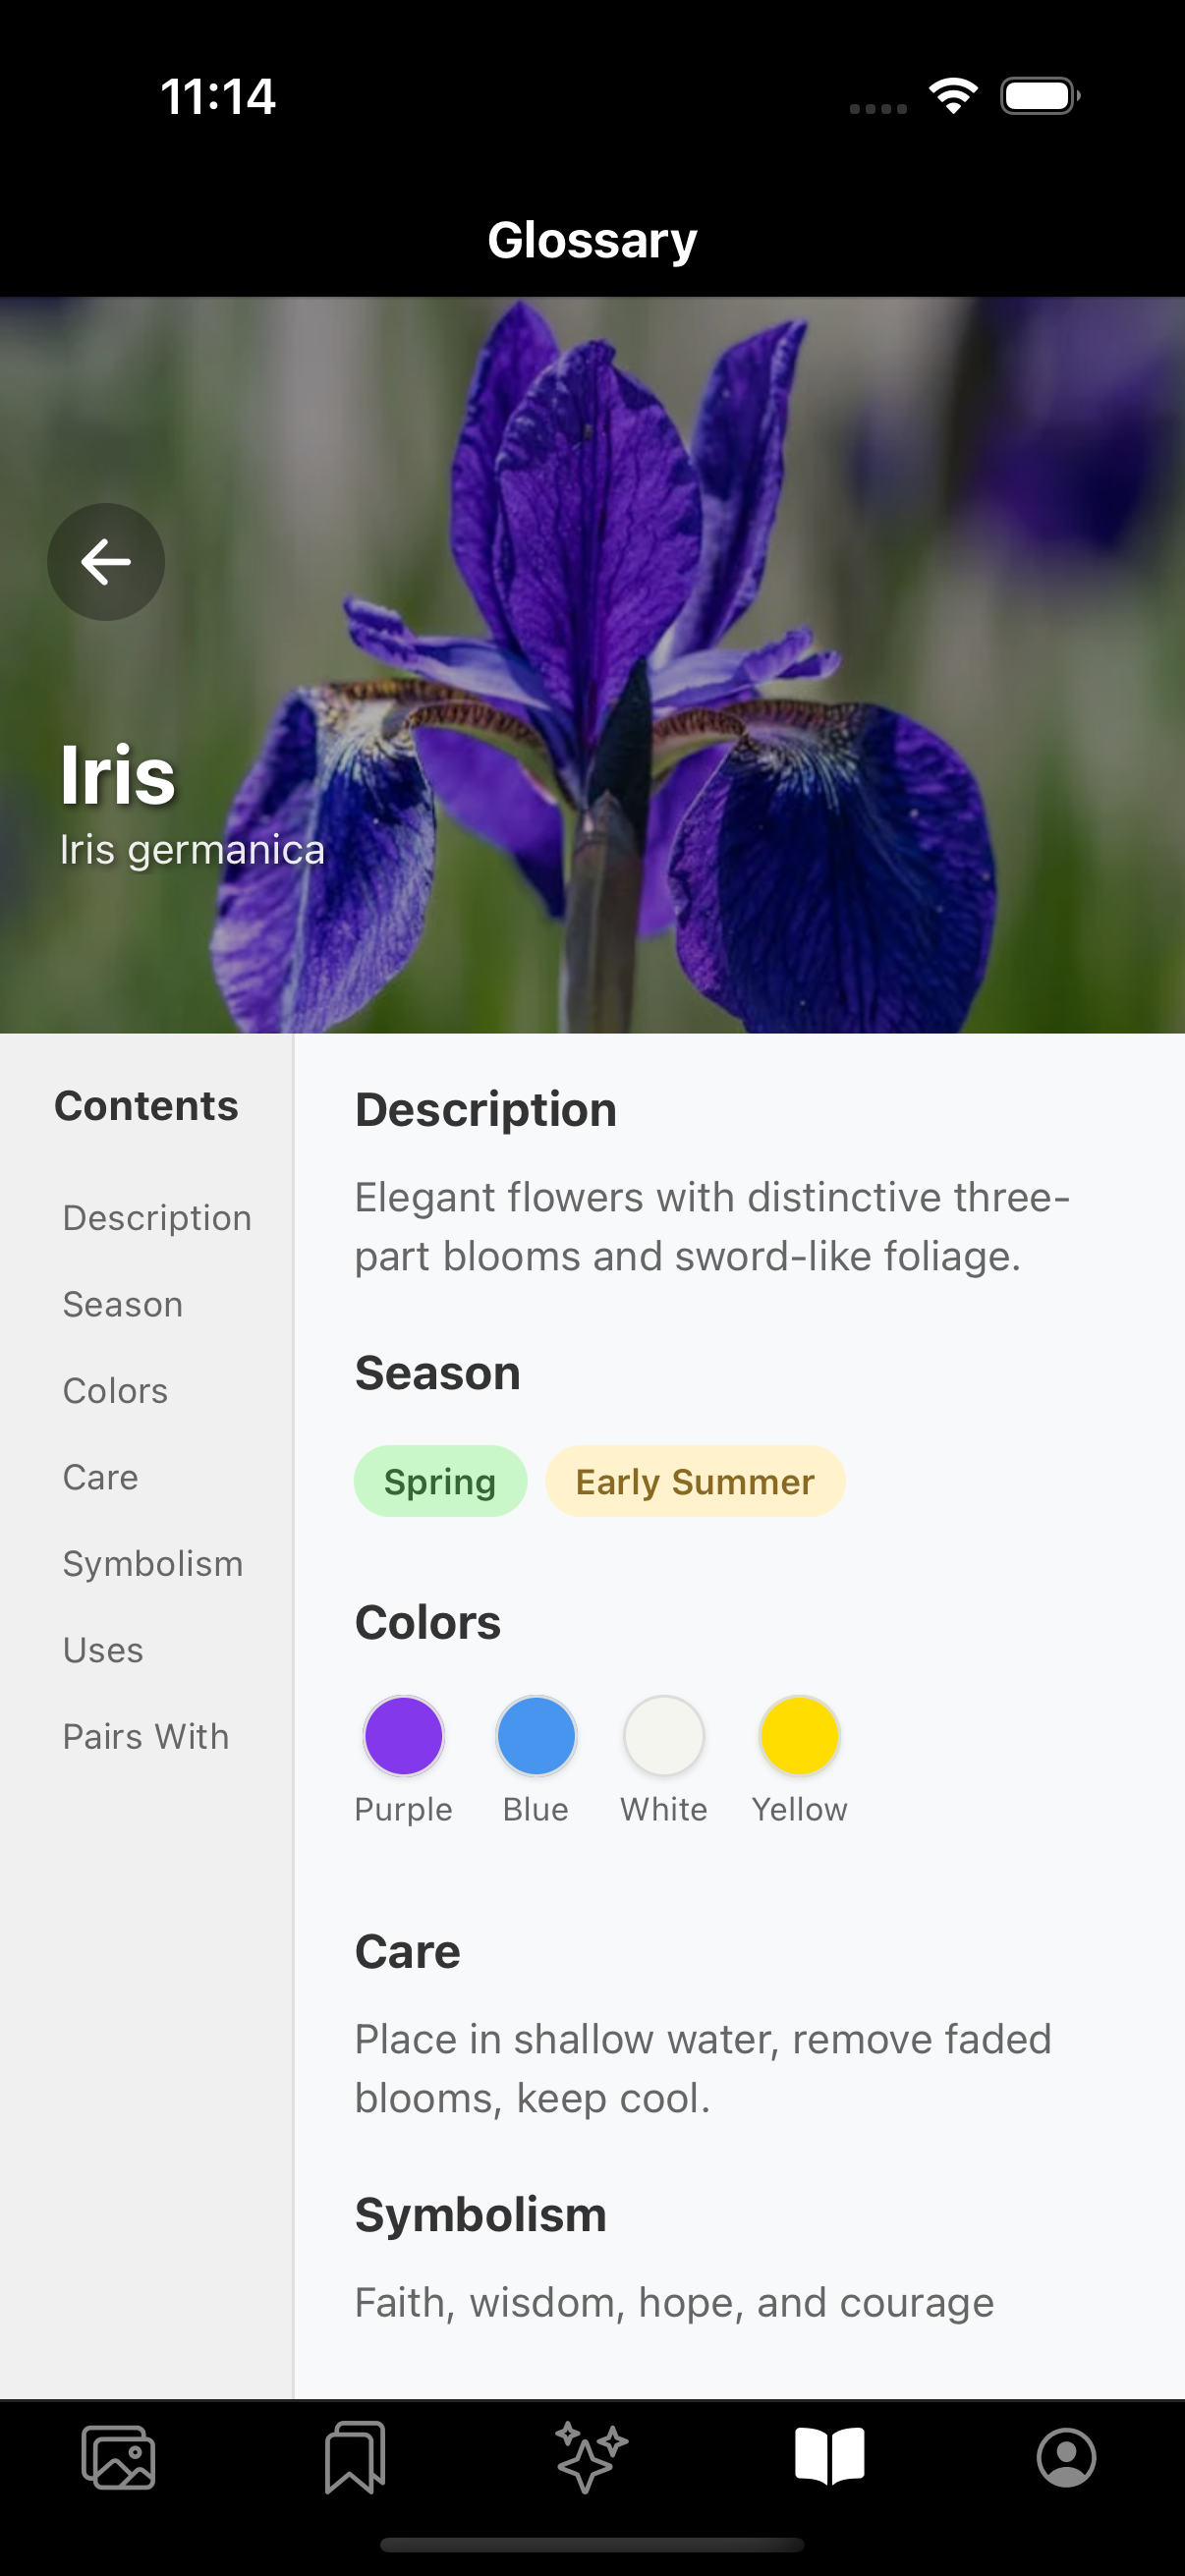 11:14
Glossary
Iris
Iris germanica
Contents
Description
Season
Colors
Care
Symbolism
Uses
Pairs With
Description
Elegant flowers with distinctive three-
part blooms and sword-like foliage.
Season
Spring Early Summer
Colors
Purple Blue White Yellow
Care
Place in shallow water, remove faded
blooms, keep cool.
Symbolism
Faith, wisdom, hope, and courage